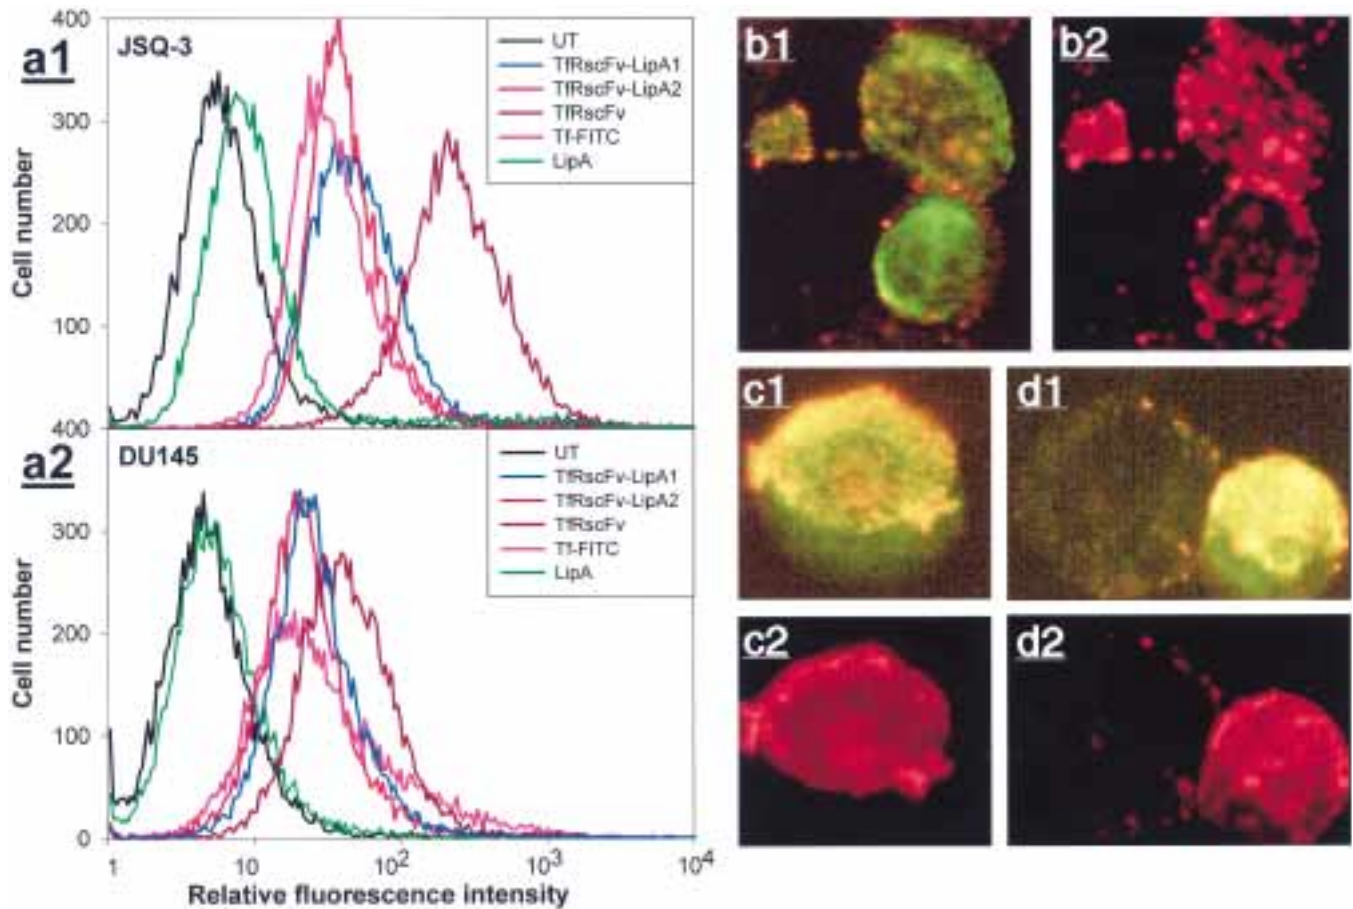 a1
JSQ-3
400
300
200
100
400
Cell number
UT
TfRscFv-LipA1
TfRscFv-LipA2
TfRscFv
Tf-FITC
LipA
a2
DU145
300
200
100
0
Cell number
UT
TfRscFv-LipA1
TfRscFv-LipA2
TfRscFv
Tf-FITC
LipA
1 10 10² 10³ 10⁴
Relative fluorescence intensity
b1
b2
c1
d1
c2
d2